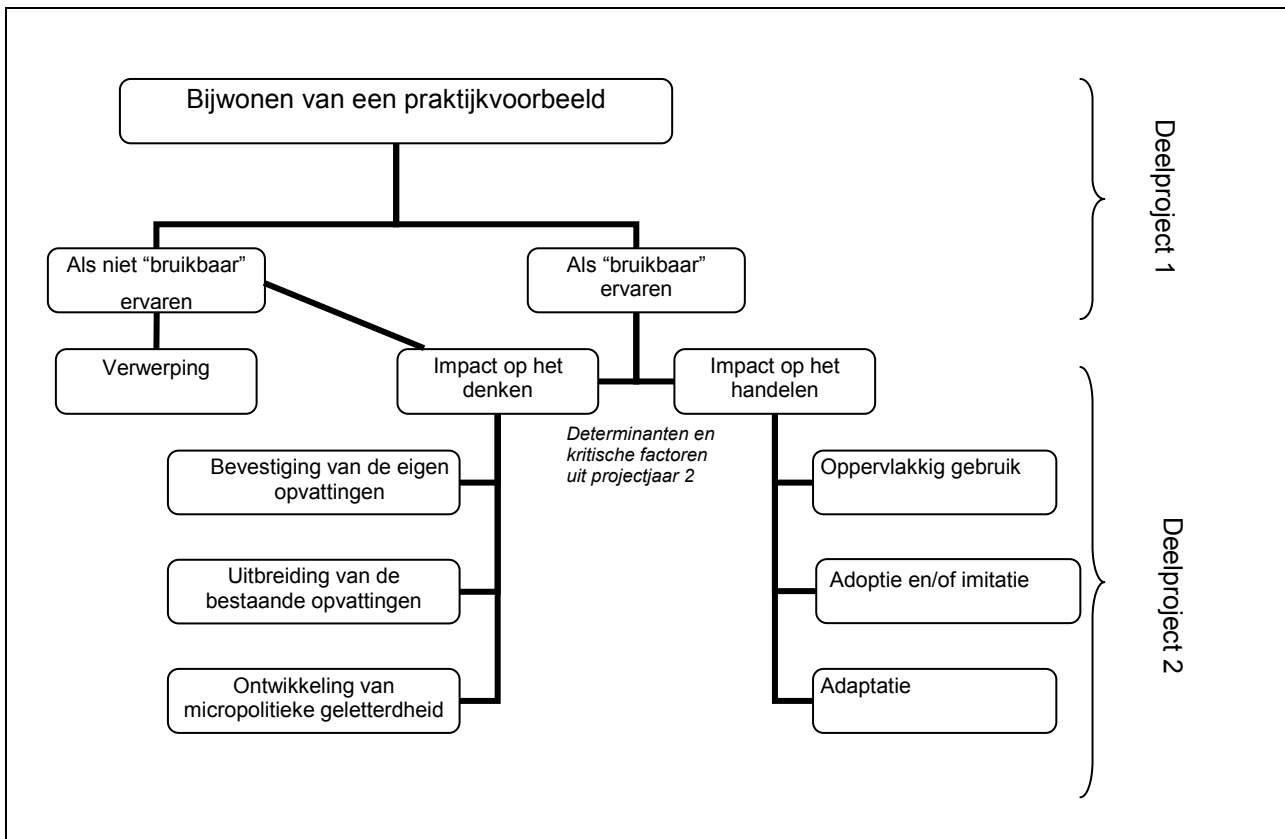 Bijwonen van een praktijkvoorbeeld
Deelproject 1
Als niet “bruikbaar”
ervaren
Als “bruikbaar”
ervaren
Verwerping
Impact op het
denken
Impact op het
handelen
Determinanten en
kritische factoren
uit projectjaar 2
Bevestiging van de eigen
opvattingen
Oppervlakkig gebruik
Uitbreiding van de
bestaande opvattingen
Adoptie en/of imitatie
Ontwikkeling van
micropolitieke geletterdheid
Adaptatie
Deelproject 2